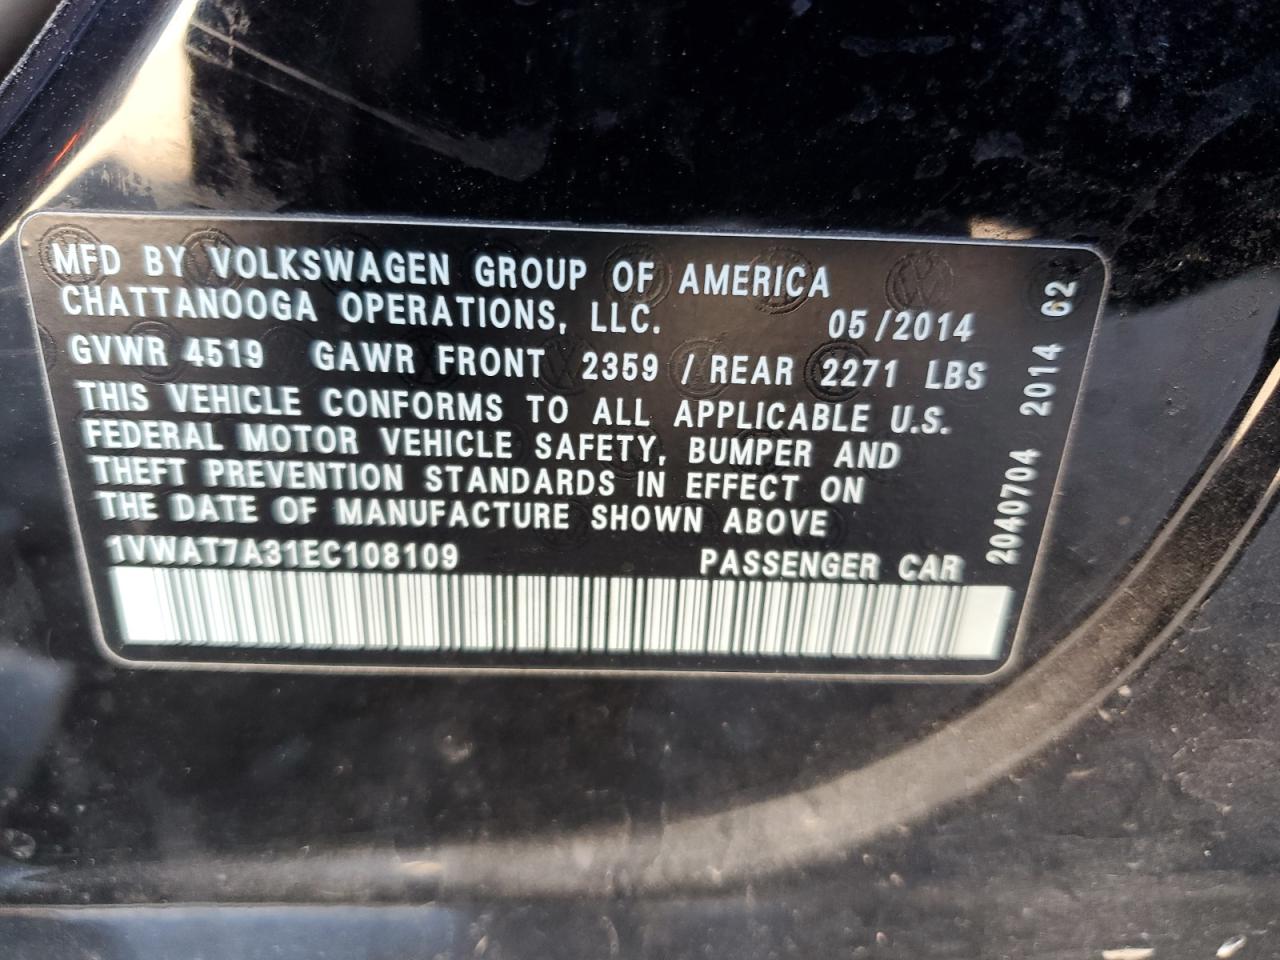 MFD BY VOLKSWAGEN GROUP OF AMERICA
CHATTANOOGA OPERATIONS, LLC. 05/2014
GVWR 4519 GAWR FRONT 2359 / REAR 2271 LBS
THIS VEHICLE CONFORMS TO ALL APPLICABLE U.S.
FEDERAL MOTOR VEHICLE SAFETY, BUMPER AND
THEFT PREVENTION STANDARDS IN EFFECT ON
THE DATE OF MANUFACTURE SHOWN ABOVE
1VWAT7A31EC108109 PASSENGER CAR
2040704 2014 62